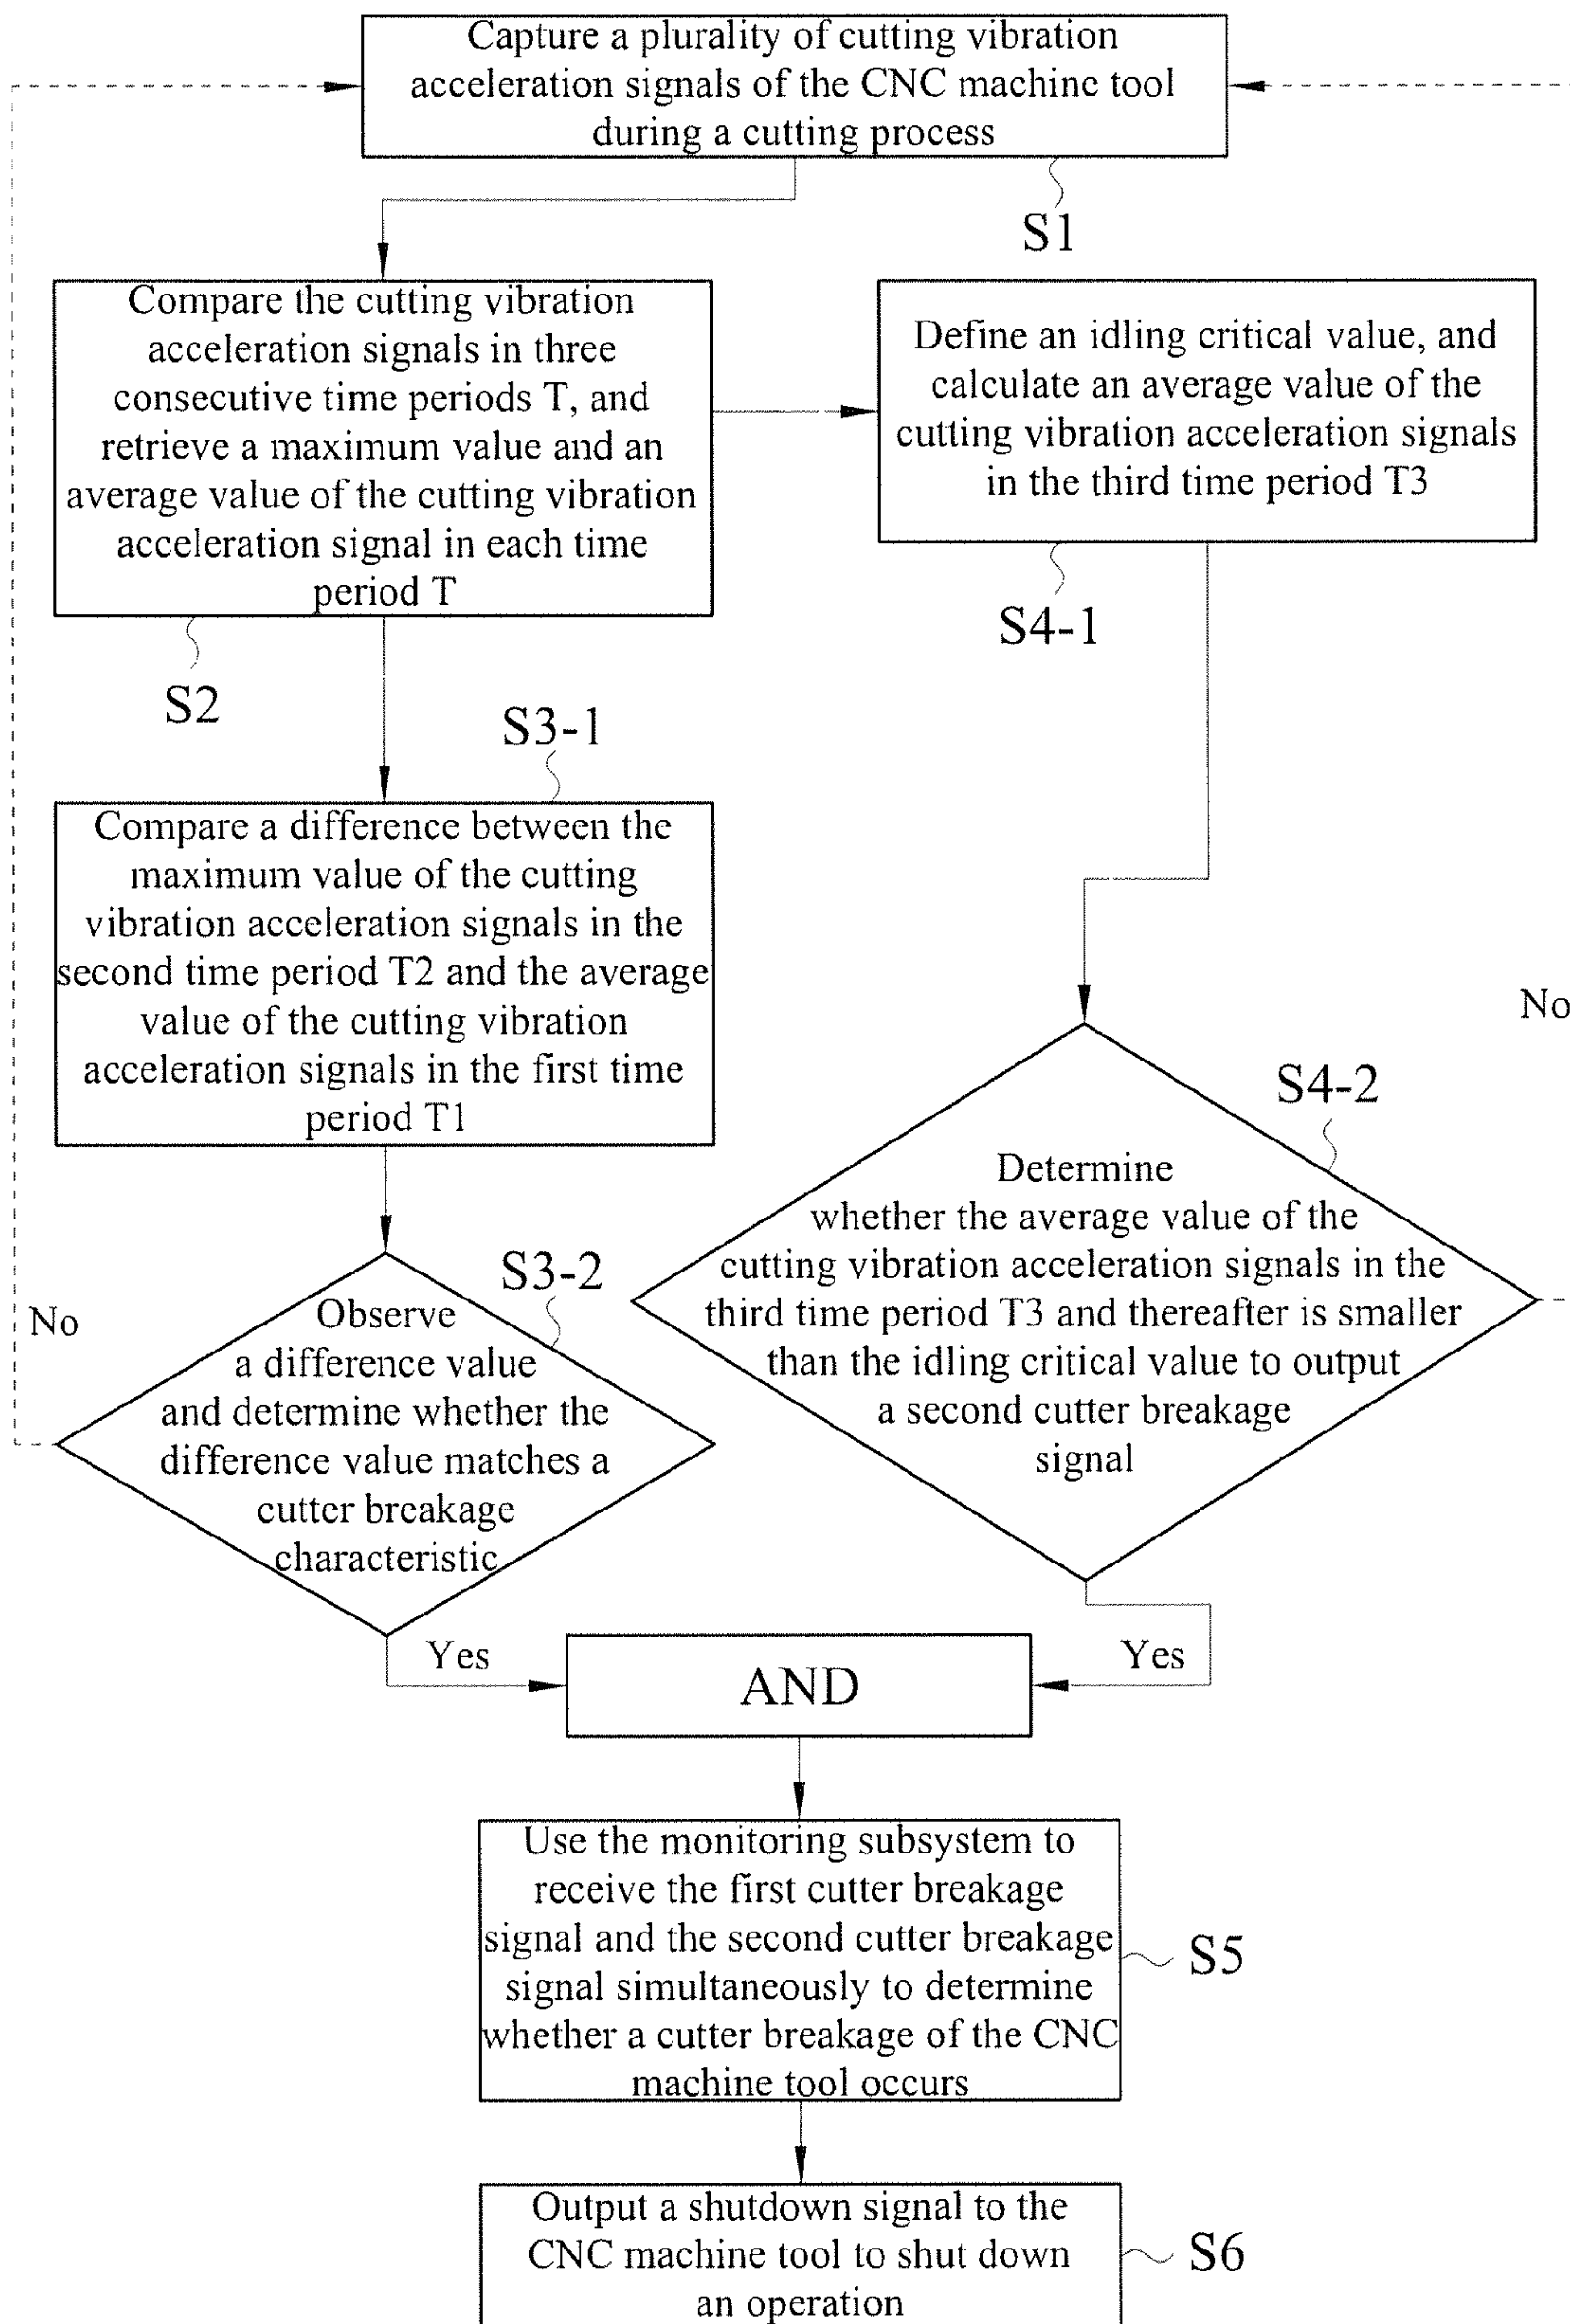 Capture a plurality of cutting vibration
acceleration signals of the CNC machine tool
during a cutting process
S1
Compare the cutting vibration
acceleration signals in three
consecutive time periods T, and
retrieve a maximum value and an
average value of the cutting vibration
acceleration signal in each time
period T
S2
Define an idling critical value, and
calculate an average value of the
cutting vibration acceleration signals
in the third time period T3
S4-1
S3-1
Compare a difference between the
maximum value of the cutting
vibration acceleration signals in the
second time period T2 and the average
value of the cutting vibration
acceleration signals in the first time
period T1
No
S4-2
Determine
whether the average value of the
cutting vibration acceleration signals in the
third time period T3 and thereafter is smaller
than the idling critical value to output
a second cutter breakage
signal
S3-2
No
Observe
a difference value
and determine whether the
difference value matches a
cutter breakage
characteristic
Yes
AND
Yes
Use the monitoring subsystem to
receive the first cutter breakage
signal and the second cutter breakage
signal simultaneously to determine
whether a cutter breakage of the CNC
machine tool occurs
S5
Output a shutdown signal to the
CNC machine tool to shut down
an operation
S6